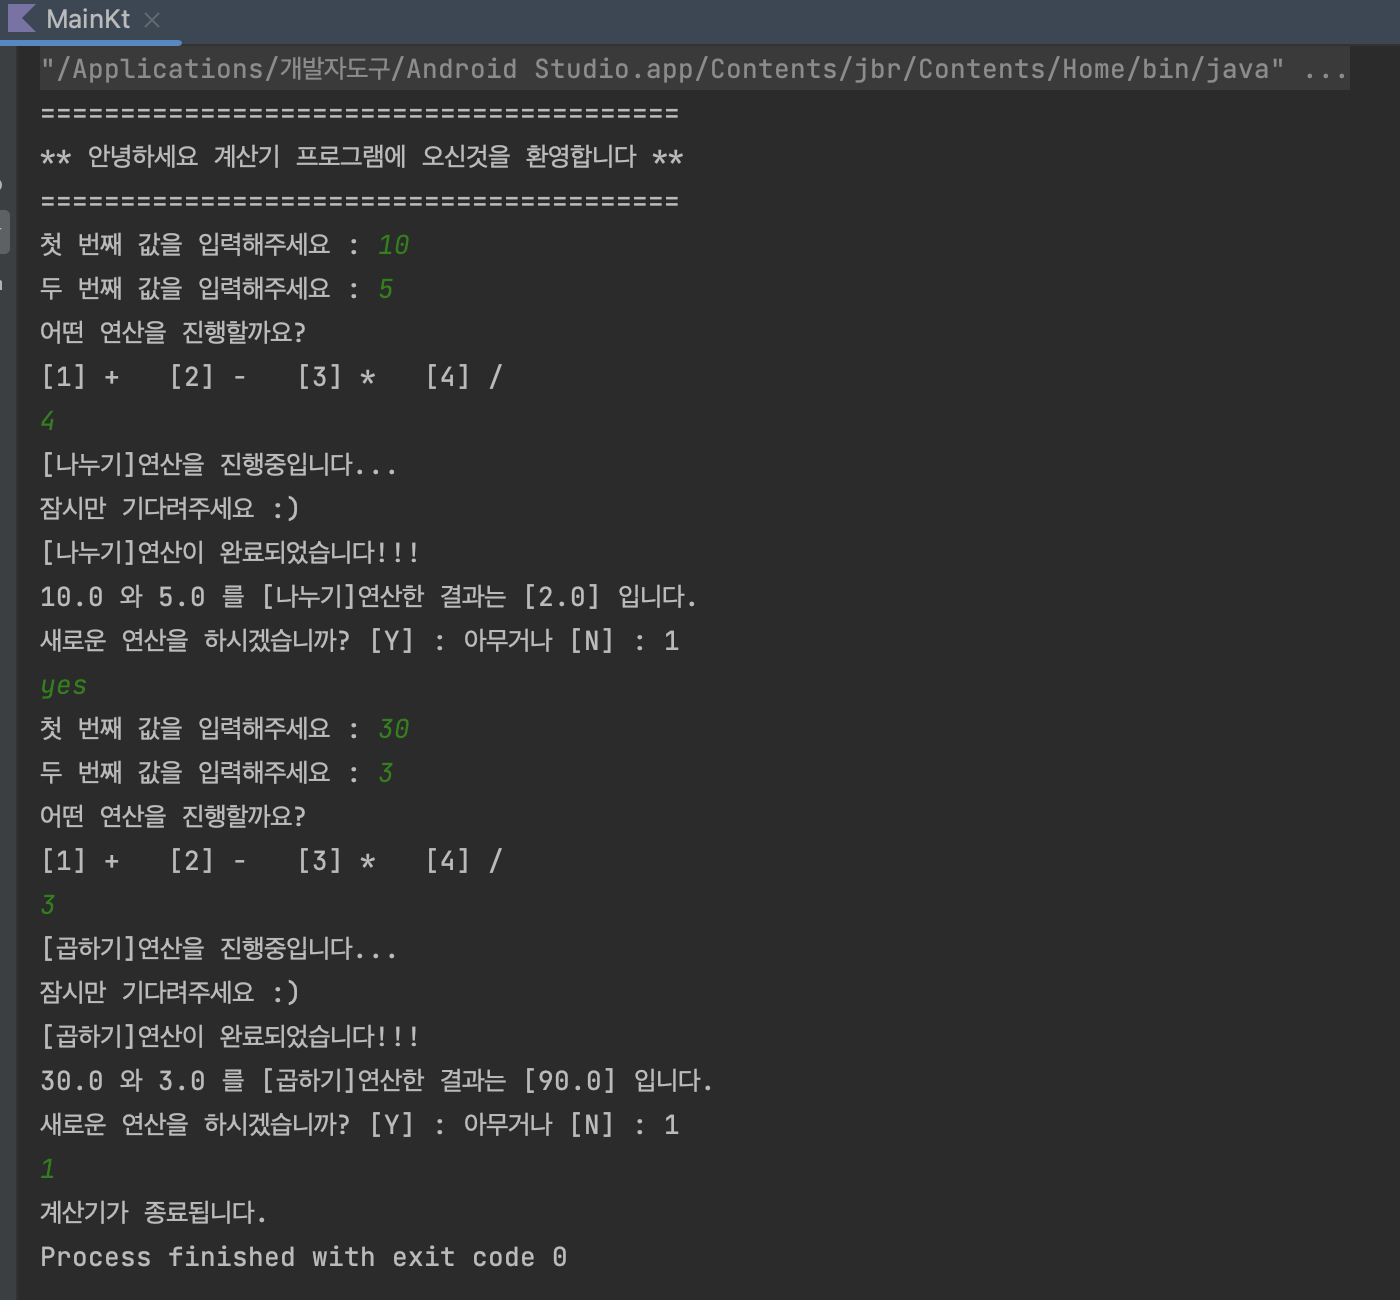 MainKt
"/Applications/개발자도구/Android Studio.app/Contents/jbr/Contents/Home/bin/java" ...
========================================
** 안녕하세요 계산기 프로그램에 오신것을 환영합니다 **
========================================
첫 번째 값을 입력해주세요 : 10
두 번째 값을 입력해주세요 : 5
어떤 연산을 진행할까요?
[1] +   [2] -   [3] *   [4] /
4
[나누기]연산을 진행중입니다...
잠시만 기다려주세요 :)
[나누기]연산이 완료되었습니다!!!
10.0 와 5.0 를 [나누기]연산한 결과는 [2.0] 입니다.
새로운 연산을 하시겠습니까? [Y] : 아무거나 [N] : 1
yes
첫 번째 값을 입력해주세요 : 30
두 번째 값을 입력해주세요 : 3
어떤 연산을 진행할까요?
[1] +   [2] -   [3] *   [4] /
3
[곱하기]연산을 진행중입니다...
잠시만 기다려주세요 :)
[곱하기]연산이 완료되었습니다!!!
30.0 와 3.0 를 [곱하기]연산한 결과는 [90.0] 입니다.
새로운 연산을 하시겠습니까? [Y] : 아무거나 [N] : 1
1
계산기가 종료됩니다.
Process finished with exit code 0